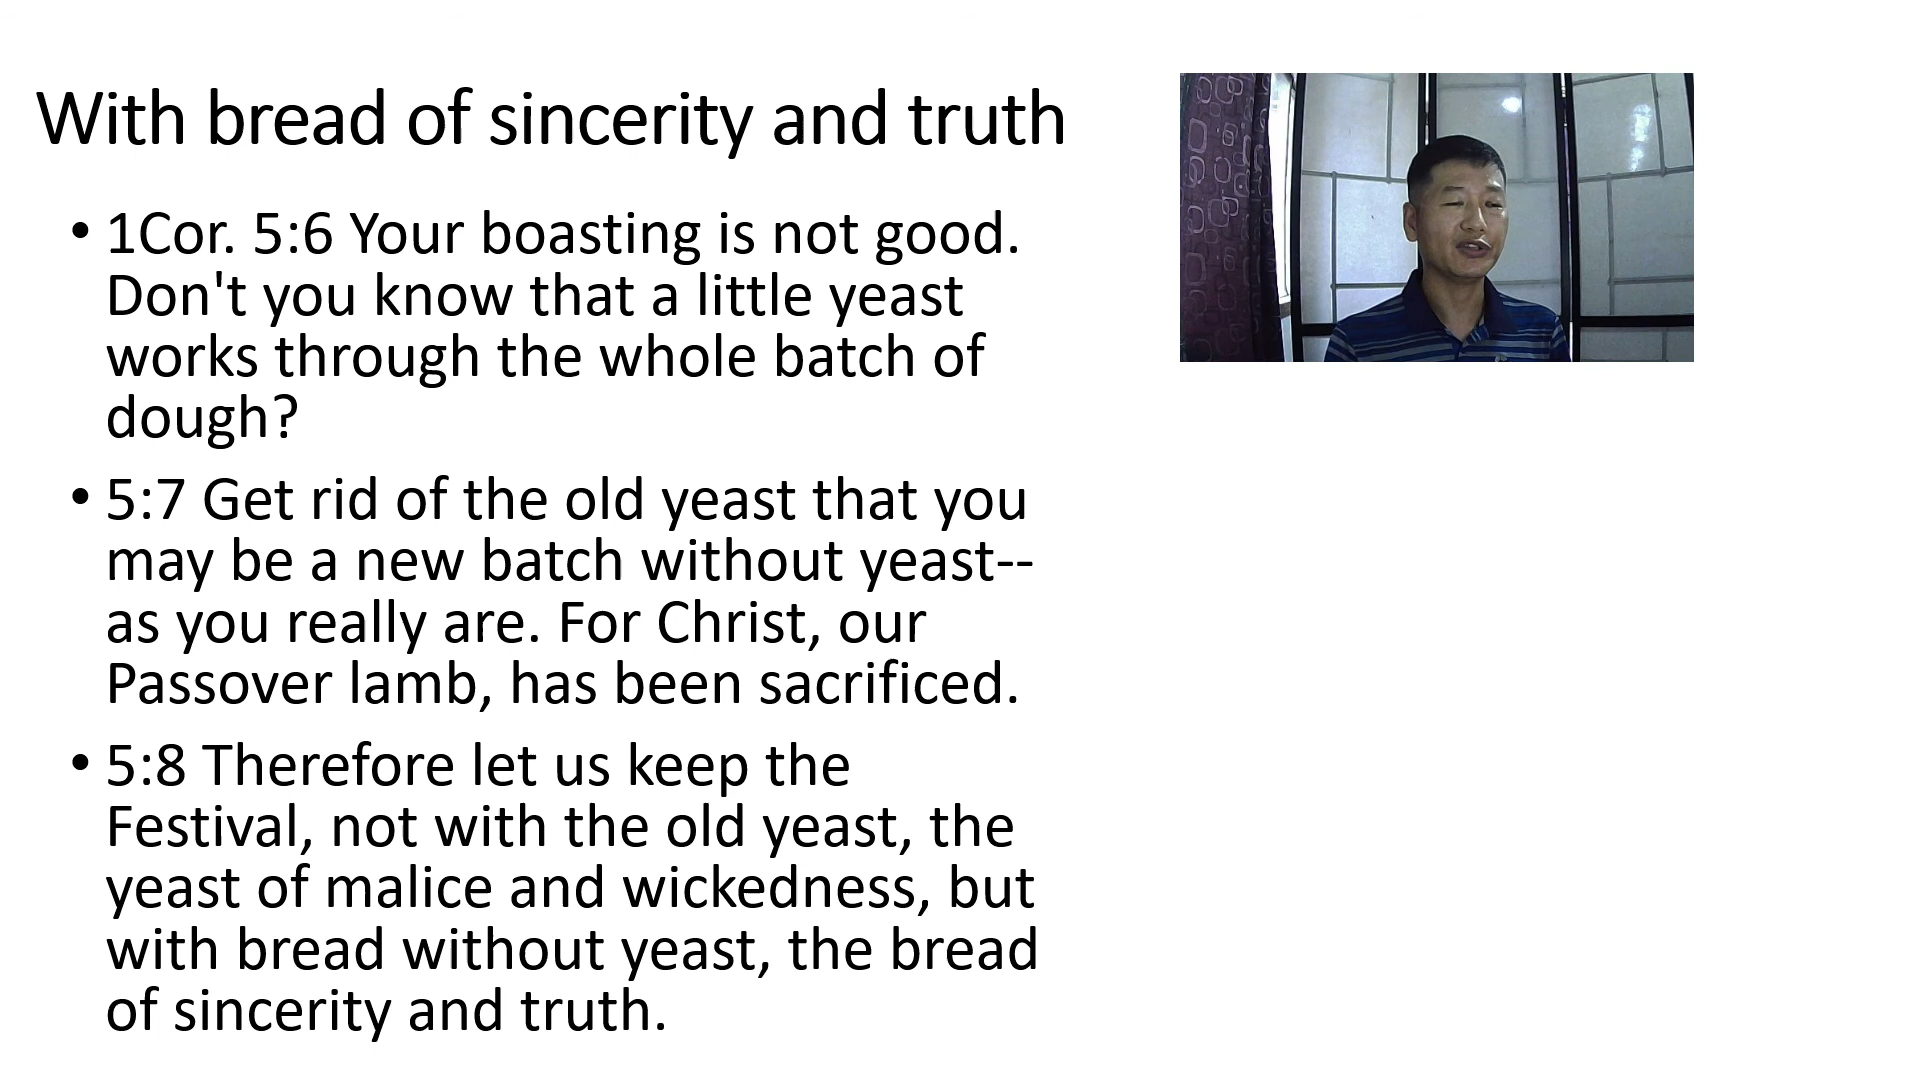 With bread of sincerity and truth
• 1Cor. 5:6 Your boasting is not good.
Don't you know that a little yeast
works through the whole batch of
dough?
• 5:7 Get rid of the old yeast that you
may be a new batch without yeast--
as you really are. For Christ, our
Passover lamb, has been sacrificed.
• 5:8 Therefore let us keep the
Festival, not with the old yeast, the
yeast of malice and wickedness, but
with bread without yeast, the bread
of sincerity and truth.